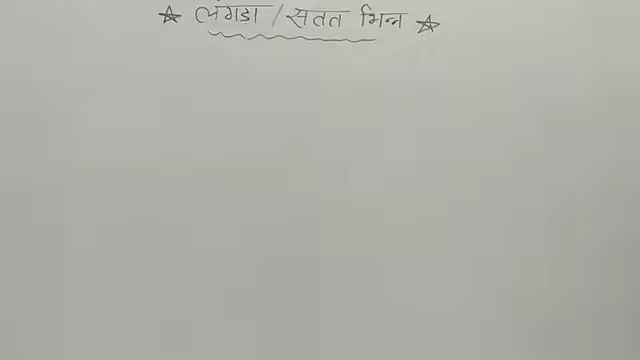 ☆ लंगडा / सतत भिन्न ☆